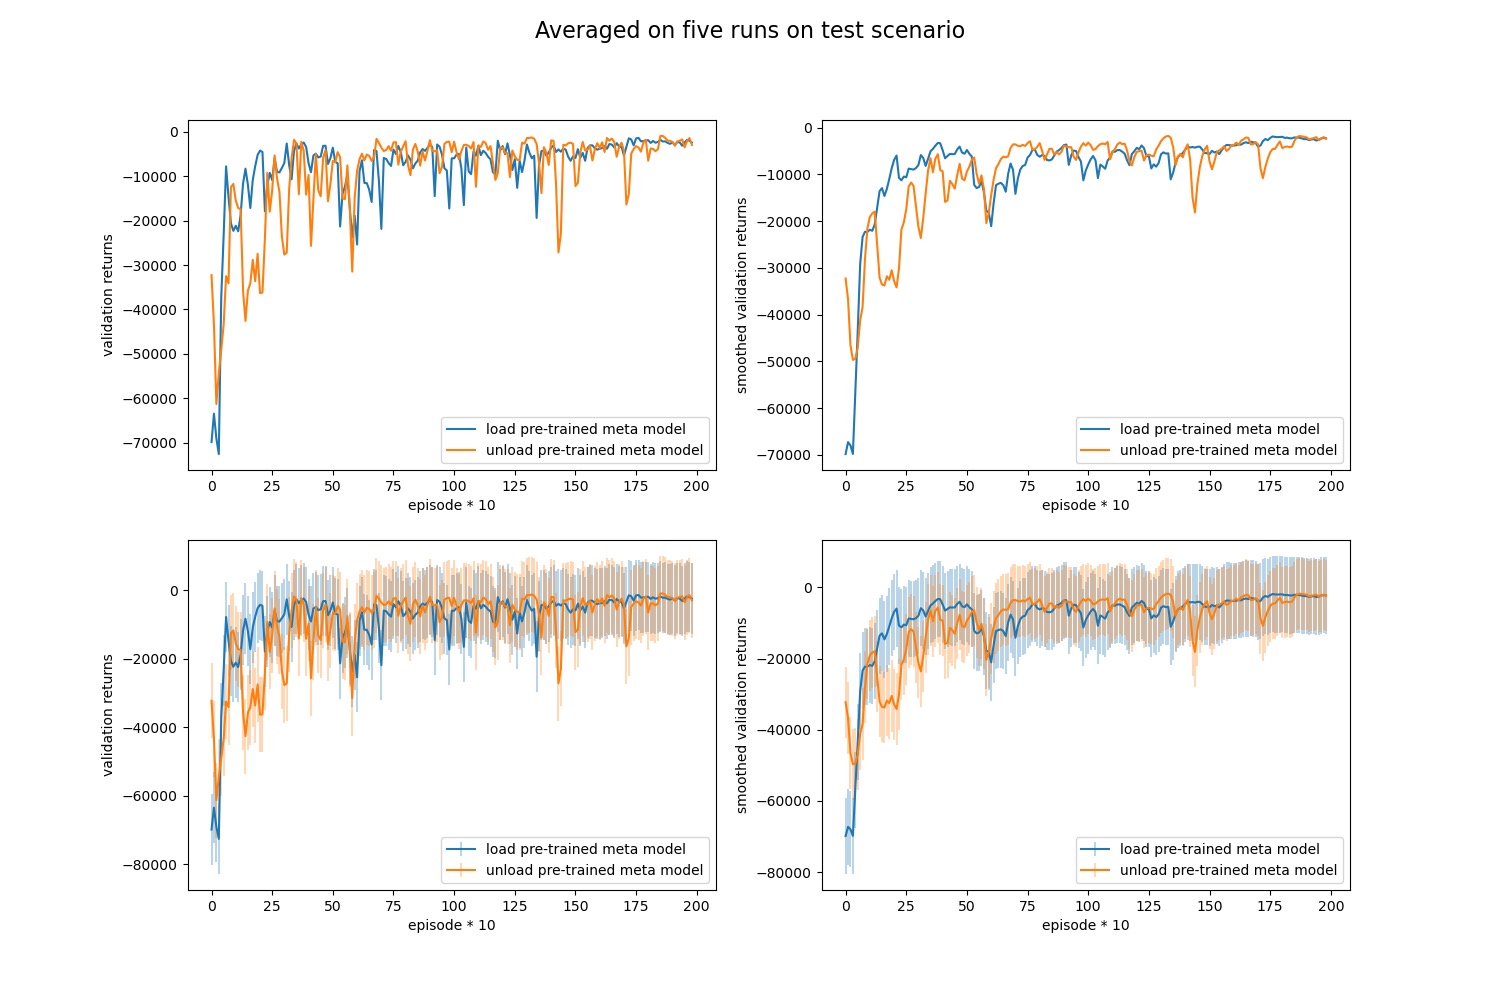 Averaged on five runs on test scenario
0
−10000
−20000
−30000
−40000
−50000
−60000
−70000
validation returns
load pre-trained meta model
unload pre-trained meta model
0 25 50 75 100 125 150 175 200
episode * 10
0
−10000
−20000
−30000
−40000
−50000
−60000
−70000
smoothed validation returns
load pre-trained meta model
unload pre-trained meta model
0 25 50 75 100 125 150 175 200
episode * 10
0
−20000
−40000
−60000
−80000
validation returns
load pre-trained meta model
unload pre-trained meta model
0 25 50 75 100 125 150 175 200
episode * 10
0
−20000
−40000
−60000
−80000
smoothed validation returns
load pre-trained meta model
unload pre-trained meta model
0 25 50 75 100 125 150 175 200
episode * 10